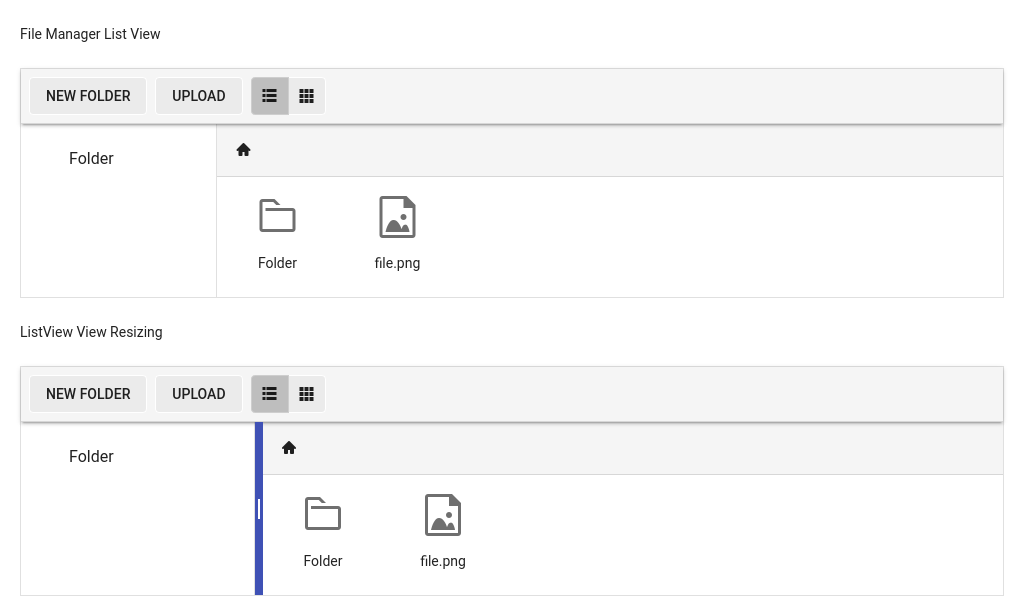 File Manager List View
NEW FOLDER UPLOAD
Folder
Folder file.png
ListView View Resizing
NEW FOLDER UPLOAD
Folder
Folder file.png